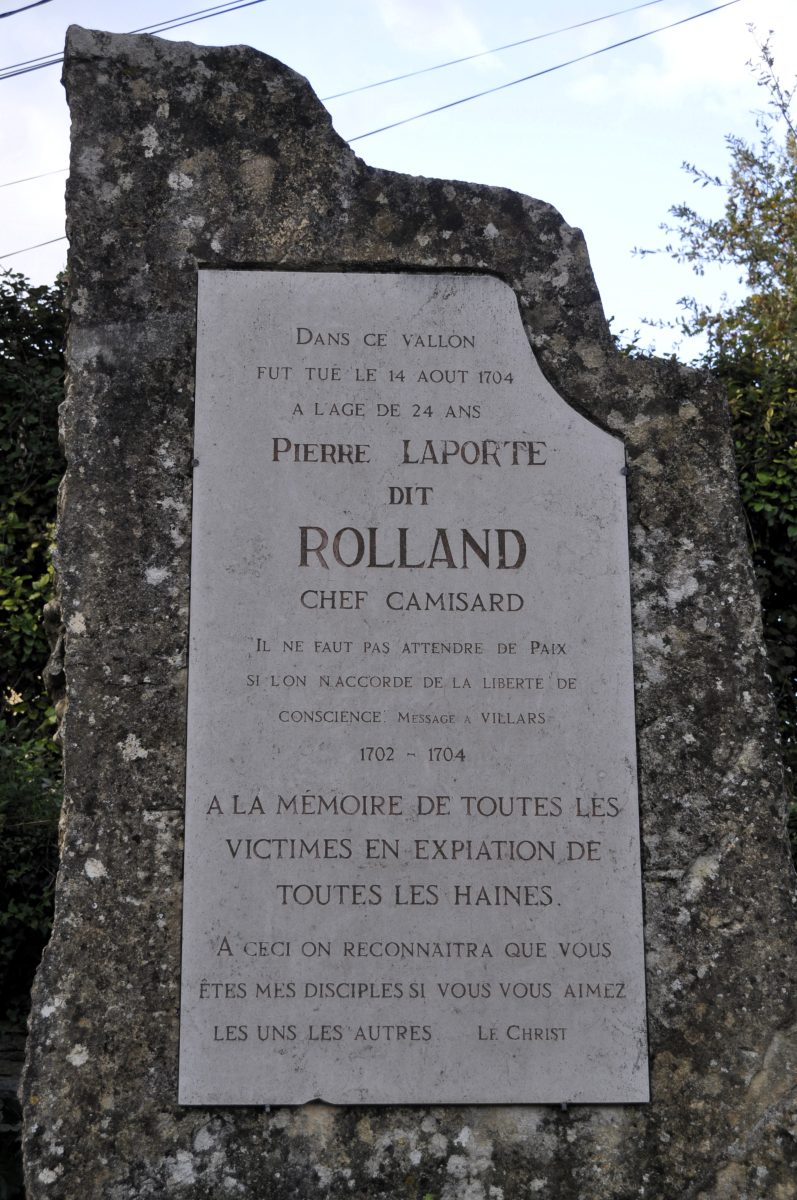 DANS CE VALLON
FUT TUÉ LE 14 AOUT 1704
A L'AGE DE 24 ANS
PIERRE LAPORTE
DIT
ROLLAND
CHEF CAMISARD
IL NE FAUT PAS ATTENDRE DE PAIX
SI L'ON N'ACCORDE DE LA LIBERTE DE
CONSCIENCE. MESSAGE A VILLARS
1702 - 1704
A LA MÉMOIRE DE TOUTES LES
VICTIMES EN EXPIATION DE
TOUTES LES HAINES.
A CECI ON RECONNAÎTRA QUE VOUS
ÊTES MES DISCIPLES SI VOUS VOUS AIMEZ
LES UNS LES AUTRES LE CHRIST